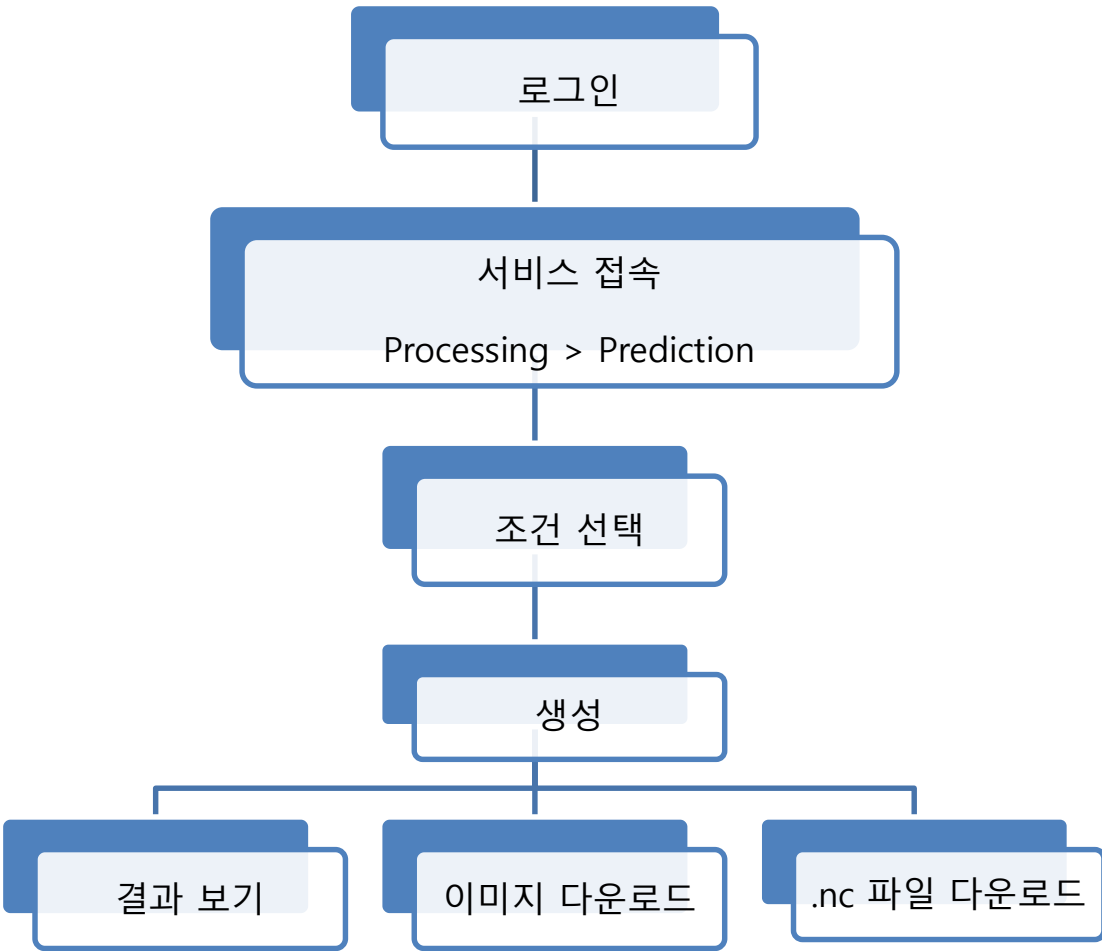 로그인
서비스 접속
Processing > Prediction
조건 선택
생성
결과 보기
이미지 다운로드
.nc 파일 다운로드